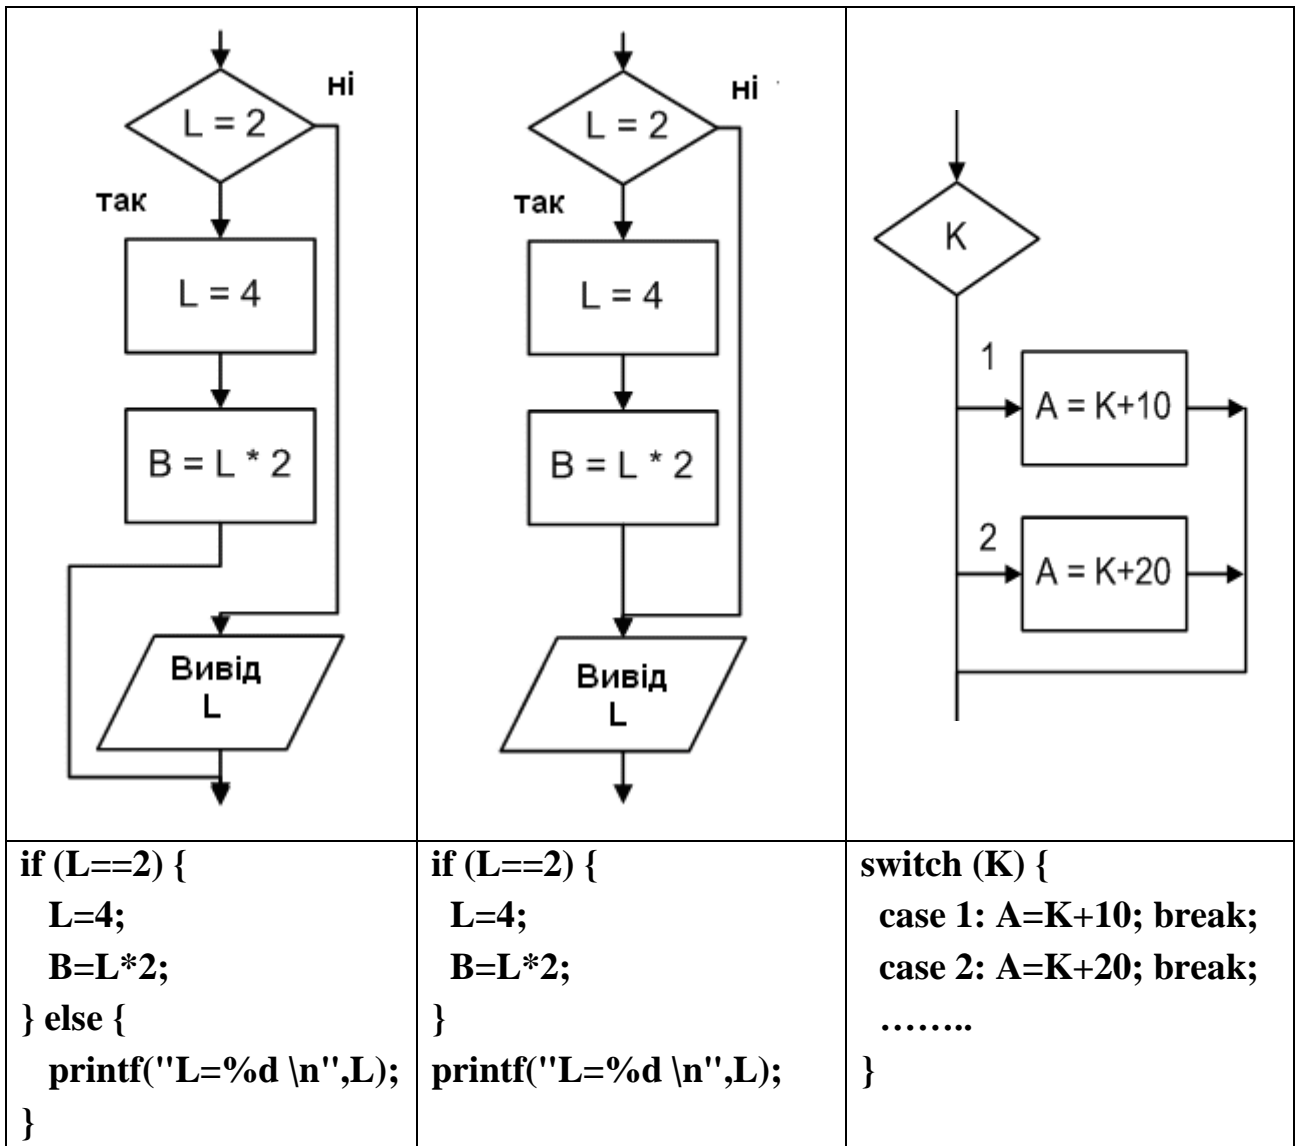 ні
L = 2
так
L = 4
B = L * 2
Вивід
L
ні
L = 2
так
L = 4
B = L * 2
Вивід
L
K
1
A = K+10
2
A = K+20
if (L==2) {
L=4;
B=L*2;
} else {
printf("L=%d \n",L);
}
if (L==2) {
L=4;
B=L*2;
}
printf("L=%d \n",L);
switch (K) {
case 1: A=K+10; break;
case 2: A=K+20; break;
……..
}